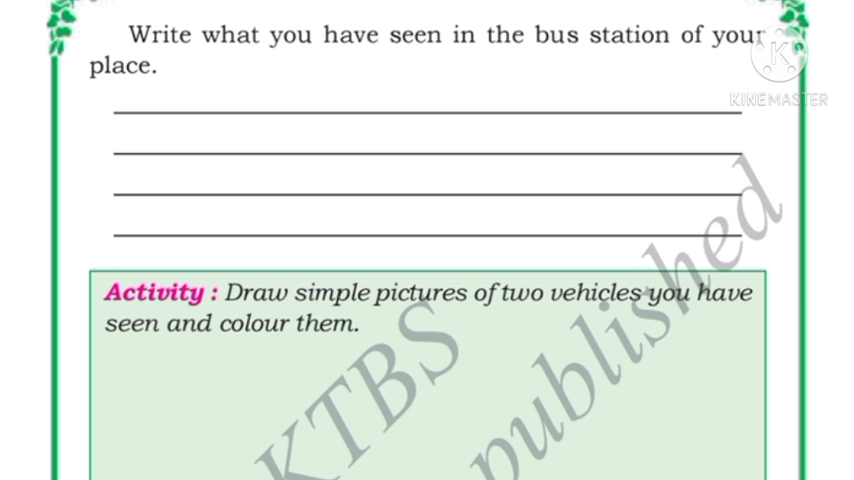 Write what you have seen in the bus station of your
place.
K
KINEMASTER
Activity : Draw simple pictures of two vehicles you have
seen and colour them.
KTBS
published